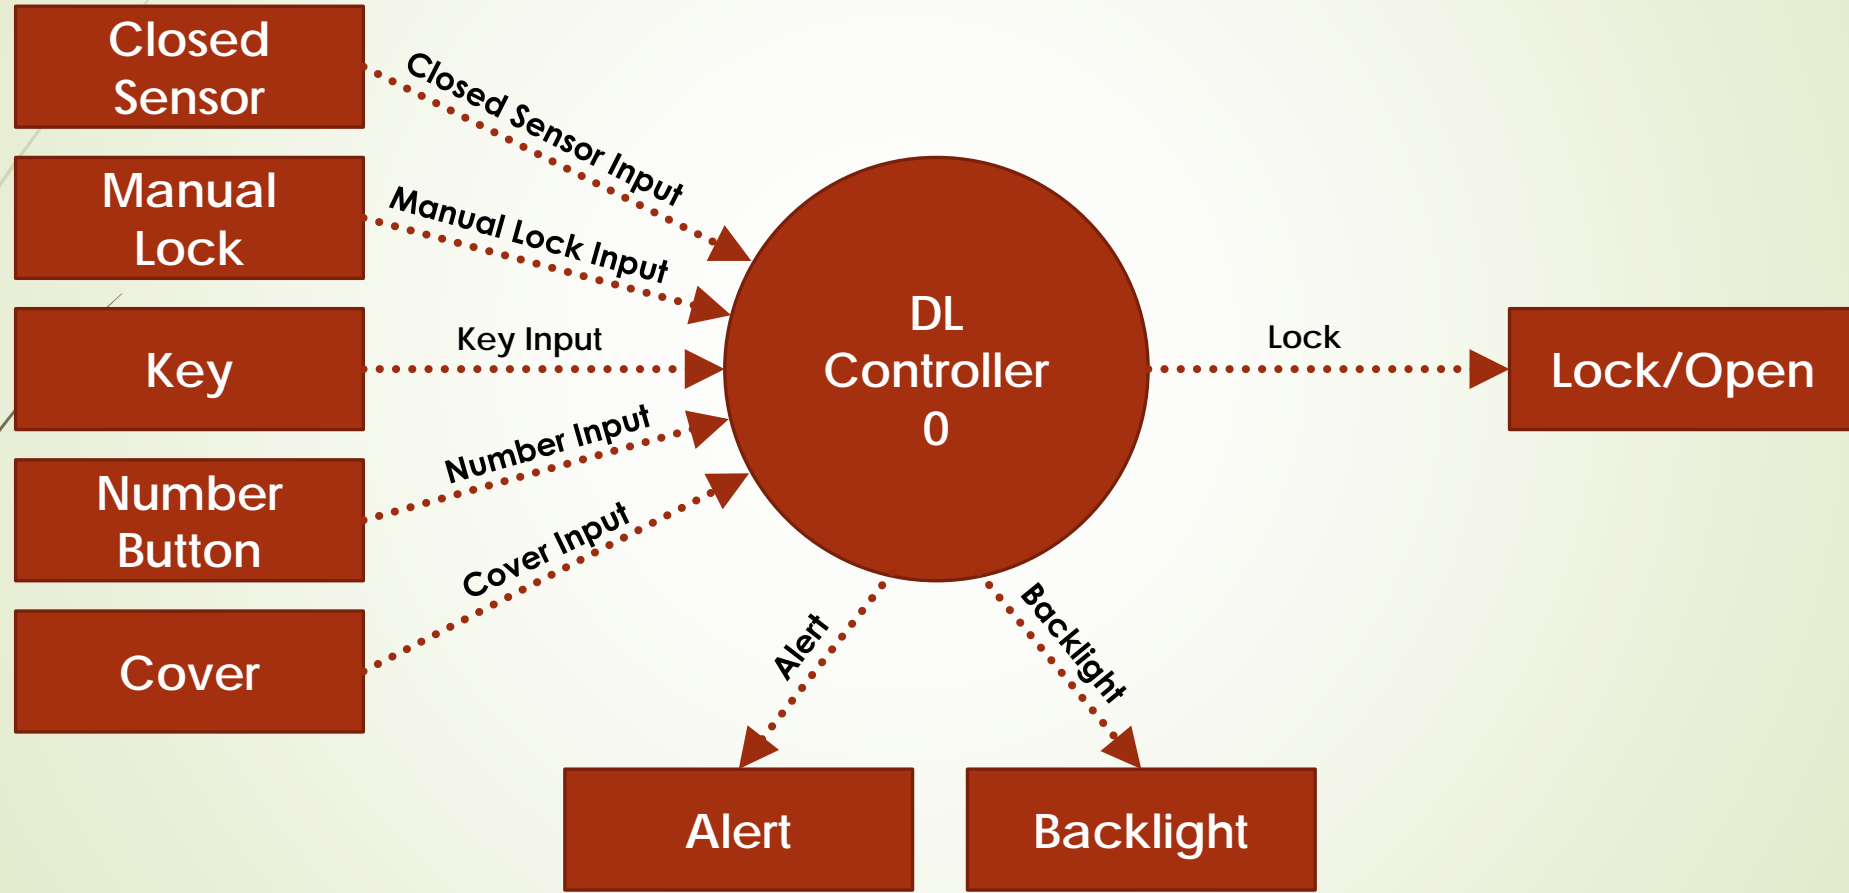 Closed
Sensor
Closed Sensor Input
Manual
Lock
Manual Lock Input
Key
Key Input
Number
Button
Number Input
Cover
Cover Input
DL
Controller
0
Lock
Lock/Open
Alert
Backlight
Alert
Backlight